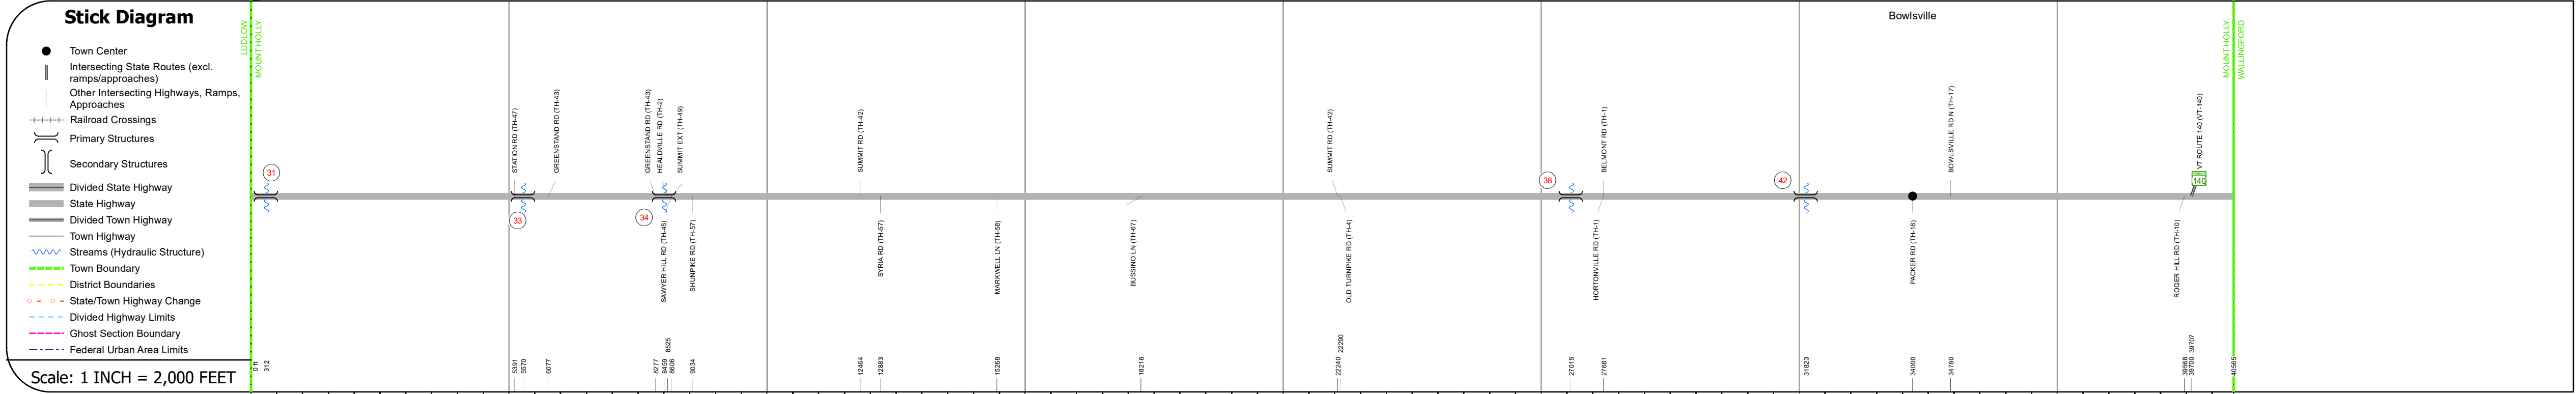 Stick Diagram
Town Center
Intersecting State Routes (excl.
ramps/approaches)
Other Intersecting Highways, Ramps,
Approaches
Railroad Crossings
Primary Structures
Secondary Structures
Divided State Highway
State Highway
Divided Town Highway
Town Highway
Streams (Hydraulic Structure)
Town Boundary
District Boundaries
State/Town Highway Change
Divided Highway Limits
Ghost Section Boundary
Federal Urban Area Limits
Scale: 1 INCH = 2,000 FEET
LUDLOW
MOUNT HOLLY
Bowlsville
MOUNT HOLLY
WALLINGFORD
STATION RD (TH-47)
GREENSTAND RD (TH-43)
GREENSTAND RD (TH-43)
HEALDVILLE RD (TH-2)
SUMMIT EXT (TH-49)
SUMMIT RD (TH-42)
SUMMIT RD (TH-42)
BELMONT RD (TH-1)
BOWLSVILLE RD N (TH-17)
VT ROUTE 140 (VT-140)
31
33
34
38
42
140
SAWYER HILL RD (TH-45)
SHUNPIKE RD (TH-57)
SYRIA RD (TH-57)
MARKWELL LN (TH-58)
BUSSINO LN (TH-67)
OLD TURNPIKE RD (TH-4)
HORTONVILLE RD (TH-1)
PACKER RD (TH-18)
ROGER HILL RD (TH-10)
0 ft
312
5391
5570
6077
8277
8459
8525
8606
9034
12464
12883
15268
18216
22240
22290
27015
27681
31823
34000
34780
39568
39700
39707
40565